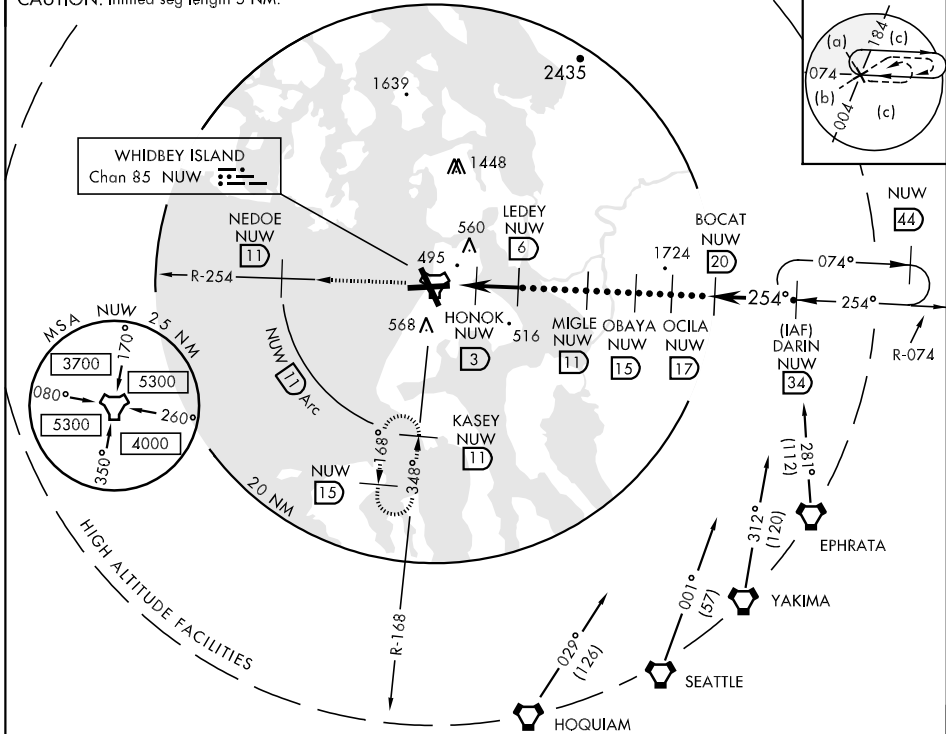 CAUTION: Initial seg length 5 NM.
(a)
184
(c)
074
(b)
004
(c)
2435
1639
1448
WHIDBEY ISLAND
Chan 85 NUW
NEDOE
NUW
11
560
495
LEDEY
NUW
6
BOCAT
NUW
20
1724
NUW
44
074°
R-254
254°
254°
568
HONOK
NUW
3
516
MIGLE
NUW
11
OBAYA
NUW
15
OCILA
NUW
17
(IAF)
DARIN
NUW
34
R-074
MSA NUW 25 NM
170°
3700
5300
080°
260°
5300
4000
350°
NUW 11 Arc
KASEY
NUW
11
168°
348°
NUW
15
20 NM
281°
(112)
312°
(120)
EPHRATA
HIGH ALTITUDE FACILITIES
R-168
001°
(57)
YAKIMA
029°
(126)
SEATTLE
HOQUIAM